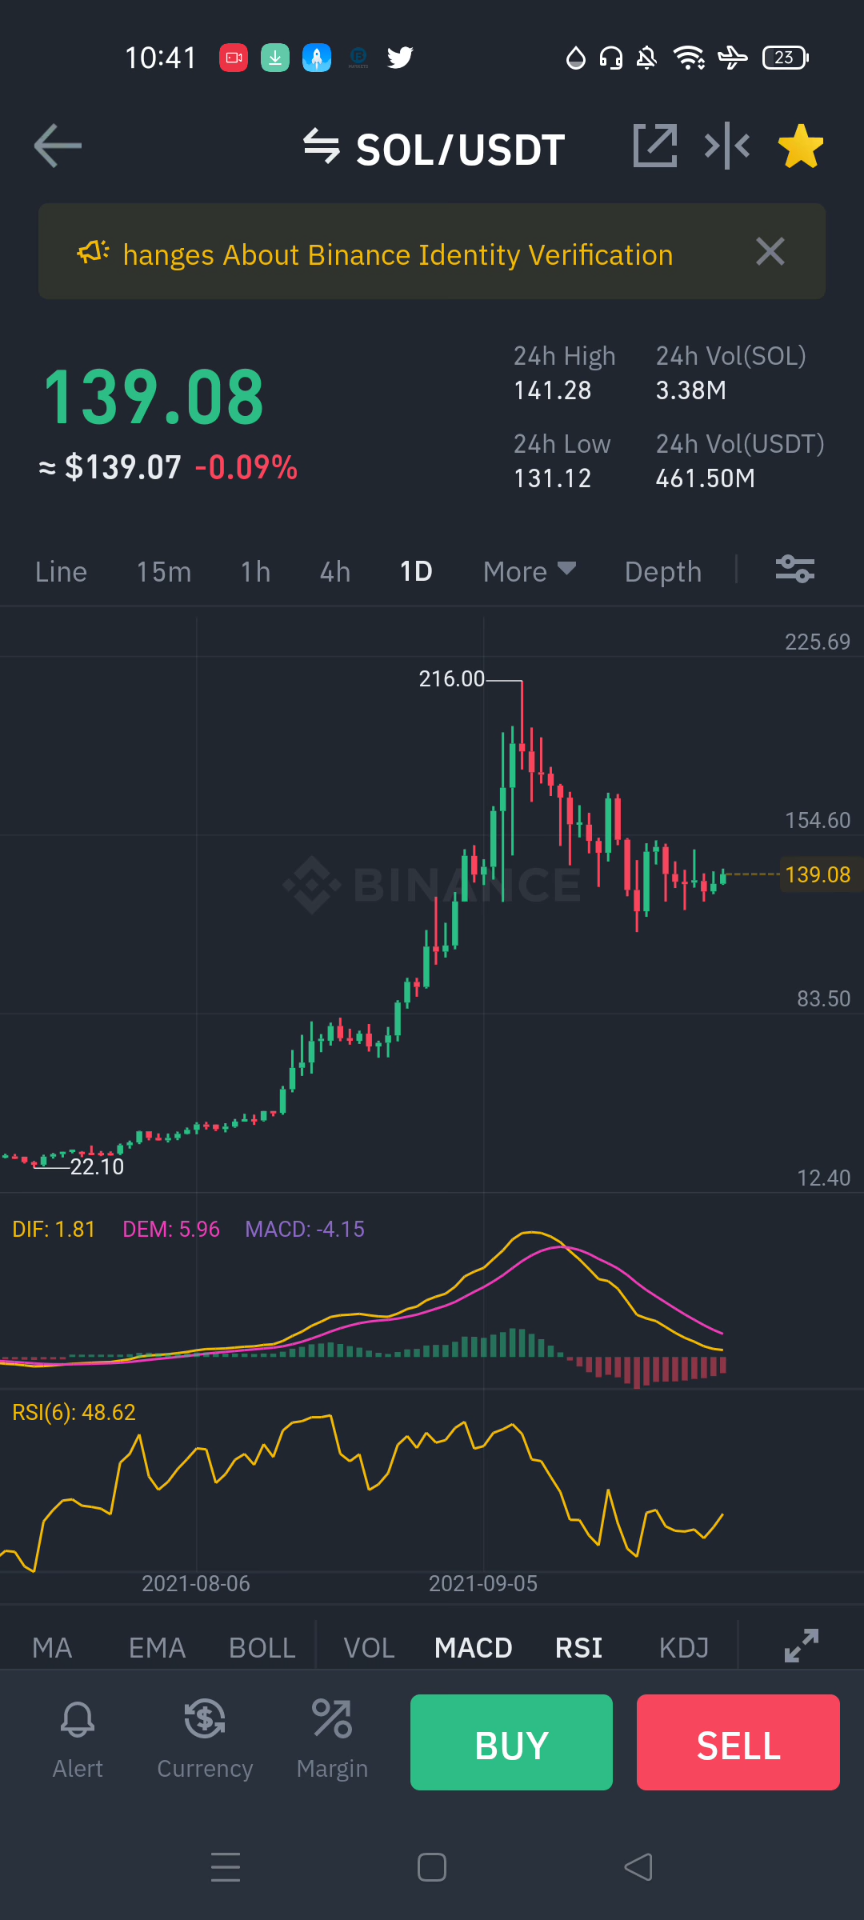 10:41
23
SOL/USDT
hanges About Binance Identity Verification
139.08
≈ $139.07 -0.09%
24h High
141.28
24h Vol(SOL)
3.38M
24h Low
131.12
24h Vol(USDT)
461.50M
Line 15m 1h 4h 1D More Depth
225.69
216.00
154.60
139.08
BINANCE
83.50
22.10
12.40
DIF: 1.81 DEM: 5.96 MACD: -4.15
RSI(6): 48.62
2021-08-06 2021-09-05
MA EMA BOLL VOL MACD RSI KDJ
Alert Currency Margin BUY SELL